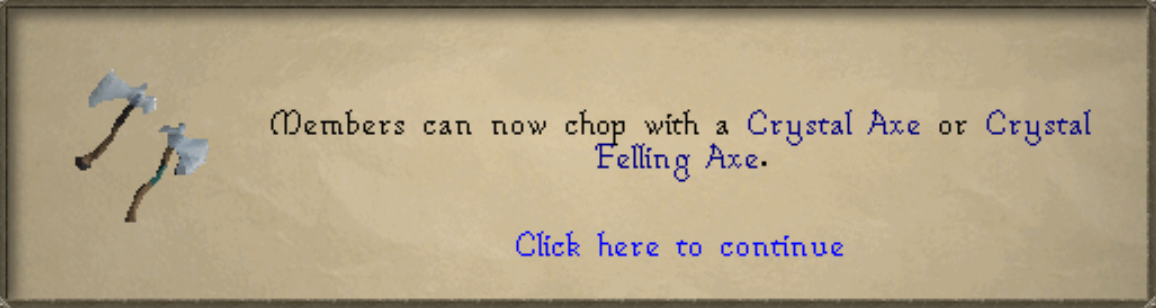 Members can now chop with a Crystal Axe or Crystal
Felling Axe.
Click here to continue